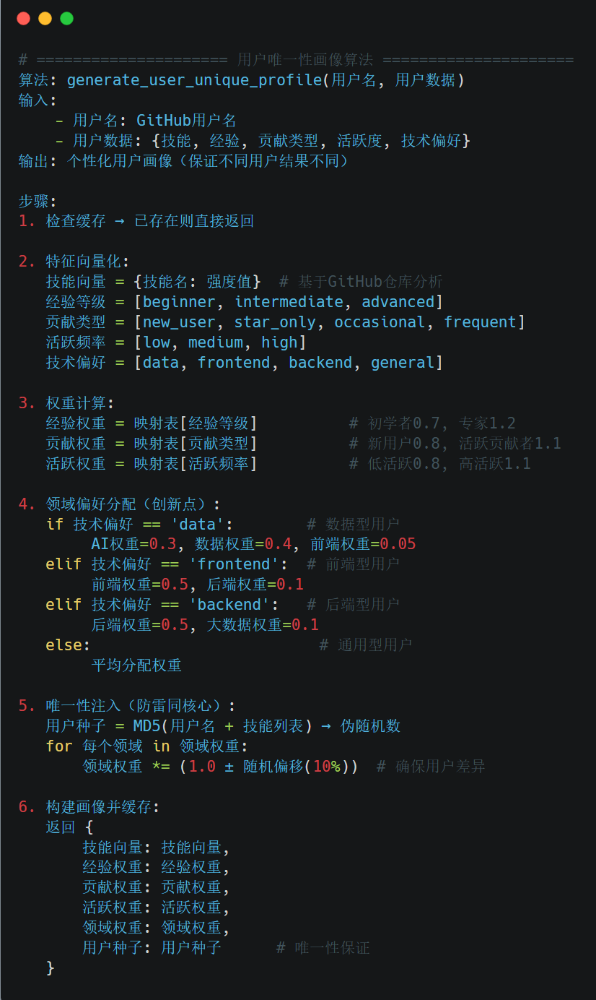 # ===================== 用户唯一性画像算法 =====================
算法: generate_user_unique_profile(用户名, 用户数据)
输入:
    - 用户名: GitHub用户名
    - 用户数据: {技能, 经验, 贡献类型, 活跃度, 技术偏好}
输出: 个性化用户画像（保证不同用户结果不同）

步骤:
1. 检查缓存 → 已存在则直接返回

2. 特征向量化:
   技能向量 = {技能名: 强度值}  # 基于GitHub仓库分析
   经验等级 = [beginner, intermediate, advanced]
   贡献类型 = [new_user, star_only, occasional, frequent]
   活跃频率 = [low, medium, high]
   技术偏好 = [data, frontend, backend, general]

3. 权重计算:
   经验权重 = 映射表[经验等级]          # 初学者0.7, 专家1.2
   贡献权重 = 映射表[贡献类型]          # 新用户0.8, 活跃贡献者1.1
   活跃权重 = 映射表[活跃频率]          # 低活跃0.8, 高活跃1.1

4. 领域偏好分配（创新点）:
   if 技术偏好 == 'data':        # 数据型用户
        AI权重=0.3, 数据权重=0.4, 前端权重=0.05
   elif 技术偏好 == 'frontend':  # 前端型用户
        前端权重=0.5, 后端权重=0.1
   elif 技术偏好 == 'backend':   # 后端型用户
        后端权重=0.5, 大数据权重=0.1
   else:                         # 通用型用户
        平均分配权重

5. 唯一性注入（防雷同核心）:
   用户种子 = MD5(用户名 + 技能列表) → 伪随机数
   for 每个领域 in 领域权重:
       领域权重 *= (1.0 ± 随机偏移(10%))  # 确保用户差异

6. 构建画像并缓存:
   返回 {
       技能向量: 技能向量,
       经验权重: 经验权重,
       贡献权重: 贡献权重,
       活跃权重: 活跃权重,
       领域权重: 领域权重,
       用户种子: 用户种子      # 唯一性保证
   }